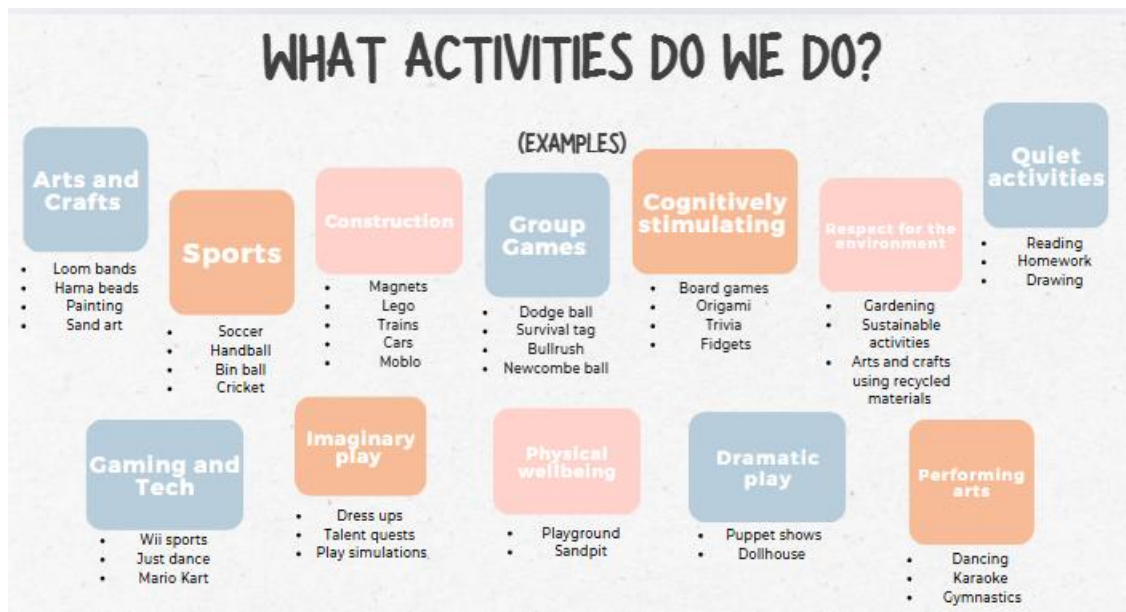 WHAT ACTIVITIES DO WE DO?
(EXAMPLES)
Arts and
Crafts
• Loom bands
• Hama beads
• Painting
• Sand art
Sports
• Soccer
• Handball
• Bin ball
• Cricket
Construction
• Magnets
• Lego
• Trains
• Cars
• Moblo
Group
Games
• Dodge ball
• Survival tag
• Bullrush
• Newcombe ball
Cognitively
stimulating
• Board games
• Origami
• Trivia
• Fidgets
Respect for the
environment
• Gardening
• Sustainable
activities
• Arts and crafts
using recycled
materials
Quiet
activities
• Reading
• Homework
• Drawing
Gaming and
Tech
• Wii sports
• Just dance
• Mario Kart
Imaginary
play
• Dress ups
• Talent quests
• Play simulations
Physical
wellbeing
• Playground
• Sandpit
Dramatic
play
• Puppet shows
• Dollhouse
Performing
arts
• Dancing
• Karaoke
• Gymnastics